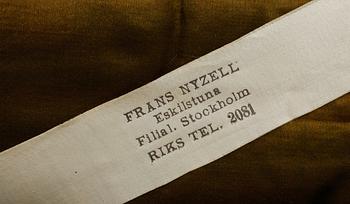 FRANS NYZELL
Eskilstuna
Filial. Stockholm
RIKS TEL. 2081